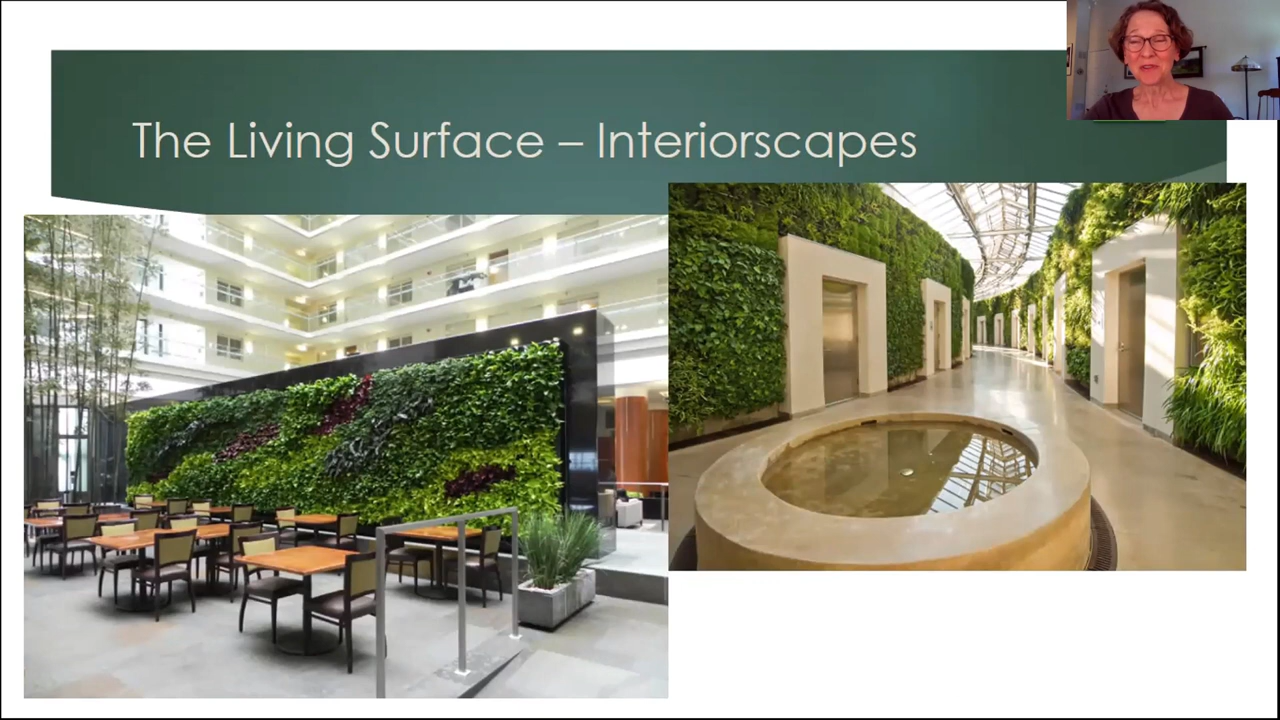 The Living Surface – Interiorscapes